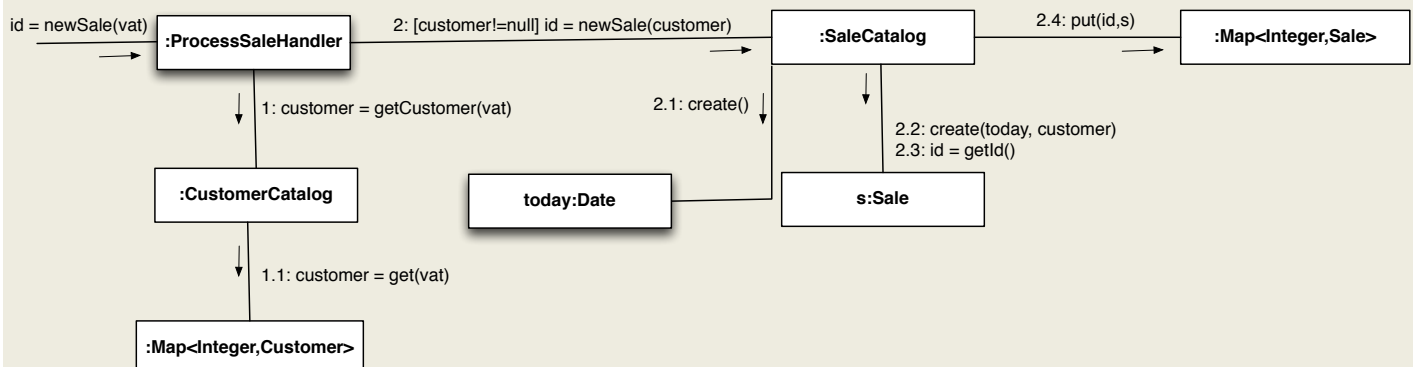 id = newSale(vat)
:ProcessSaleHandler
2: [customer!=null] id = newSale(customer)
:SaleCatalog
2.4: put(id,s)
:Map<Integer,Sale>
1: customer = getCustomer(vat)
2.1: create()
2.2: create(today, customer)
2.3: id = getId()
:CustomerCatalog
today:Date
s:Sale
1.1: customer = get(vat)
:Map<Integer,Customer>